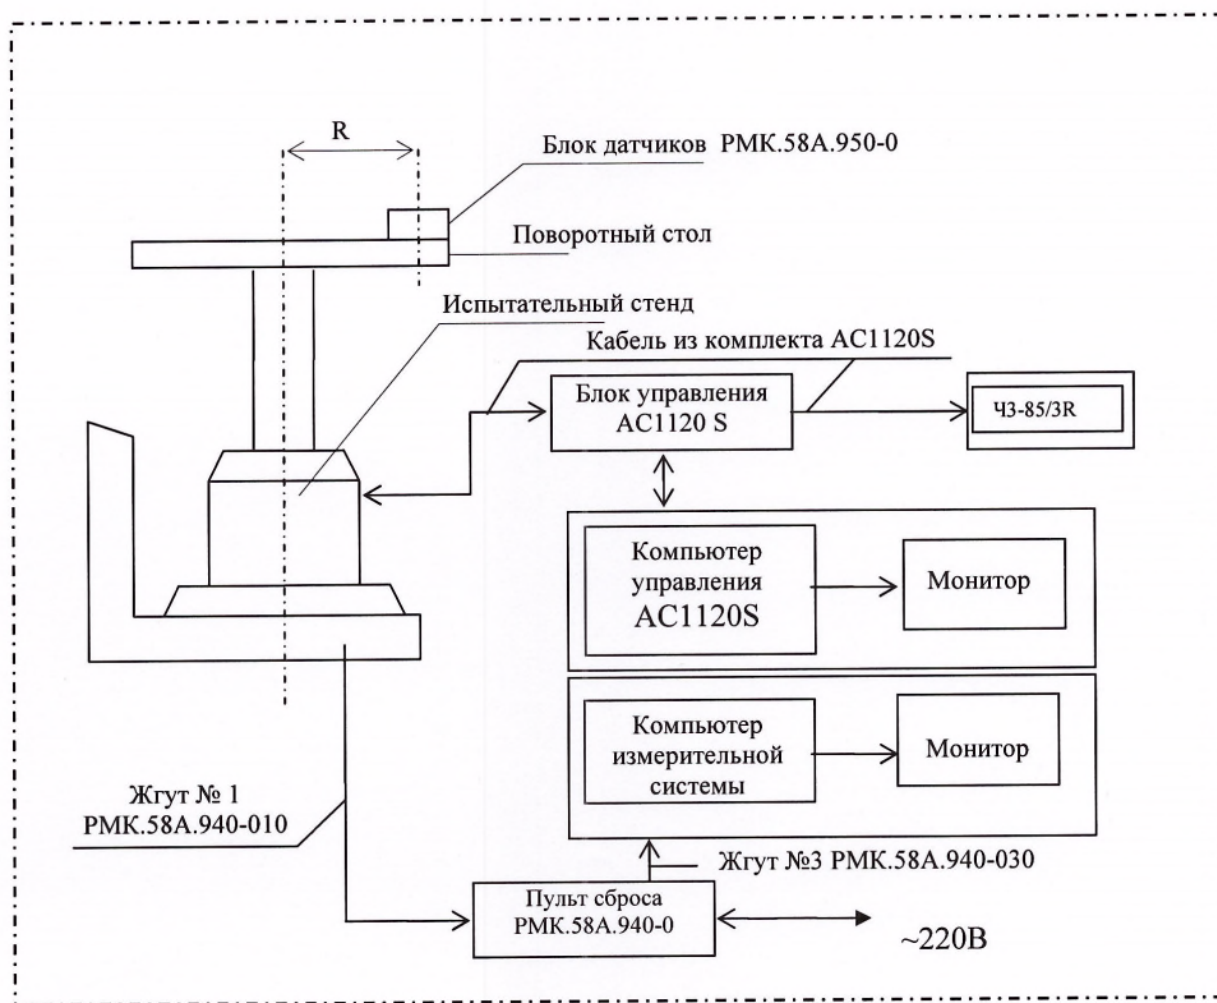 R
Блок датчиков РМК.58А.950-0
Поворотный стол
Испытательный стенд
Кабель из комплекта АС1120S
Блок управления
АС1120 S
ЧЗ-85/3R
Компьютер
управления
АС1120S
Монитор
Компьютер
измерительной
системы
Монитор
Жгут № 1
РМК.58А.940-010
Жгут №3 РМК.58А.940-030
Пульт сброса
РМК.58А.940-0
~220В